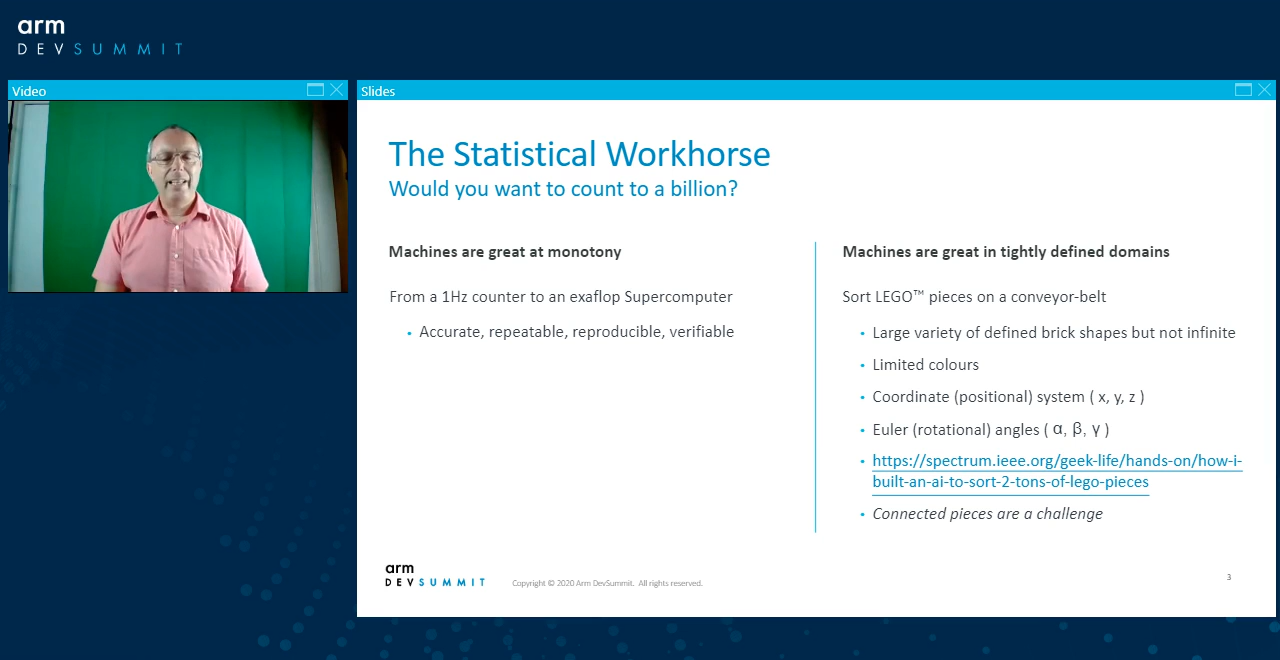 arm
DEVSUMMIT
Video
Slides
The Statistical Workhorse
Would you want to count to a billion?
Machines are great at monotony
From a 1Hz counter to an exaflop Supercomputer
• Accurate, repeatable, reproducible, verifiable
Machines are great in tightly defined domains
Sort LEGO™ pieces on a conveyor-belt
• Large variety of defined brick shapes but not infinite
• Limited colours
• Coordinate (positional) system ( x, y, z )
• Euler (rotational) angles ( α, β, γ )
• https://spectrum.ieee.org/geek-life/hands-on/how-i-
built-an-ai-to-sort-2-tons-of-lego-pieces
• Connected pieces are a challenge
arm
DEVSUMMIT
Copyright © 2020 Arm DevSummit. All rights reserved.
3